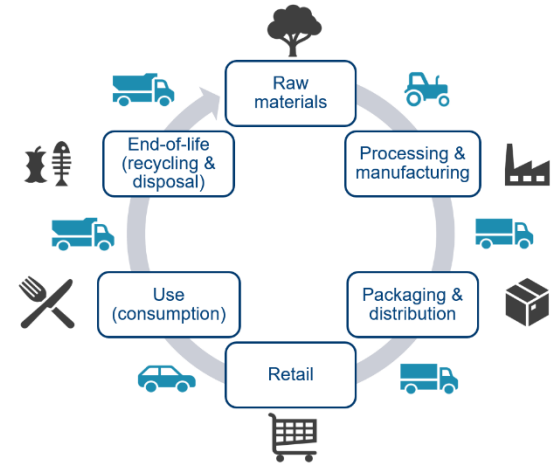 Raw
materials
Processing &
manufacturing
Packaging &
distribution
Retail
Use
(consumption)
End-of-life
(recycling &
disposal)